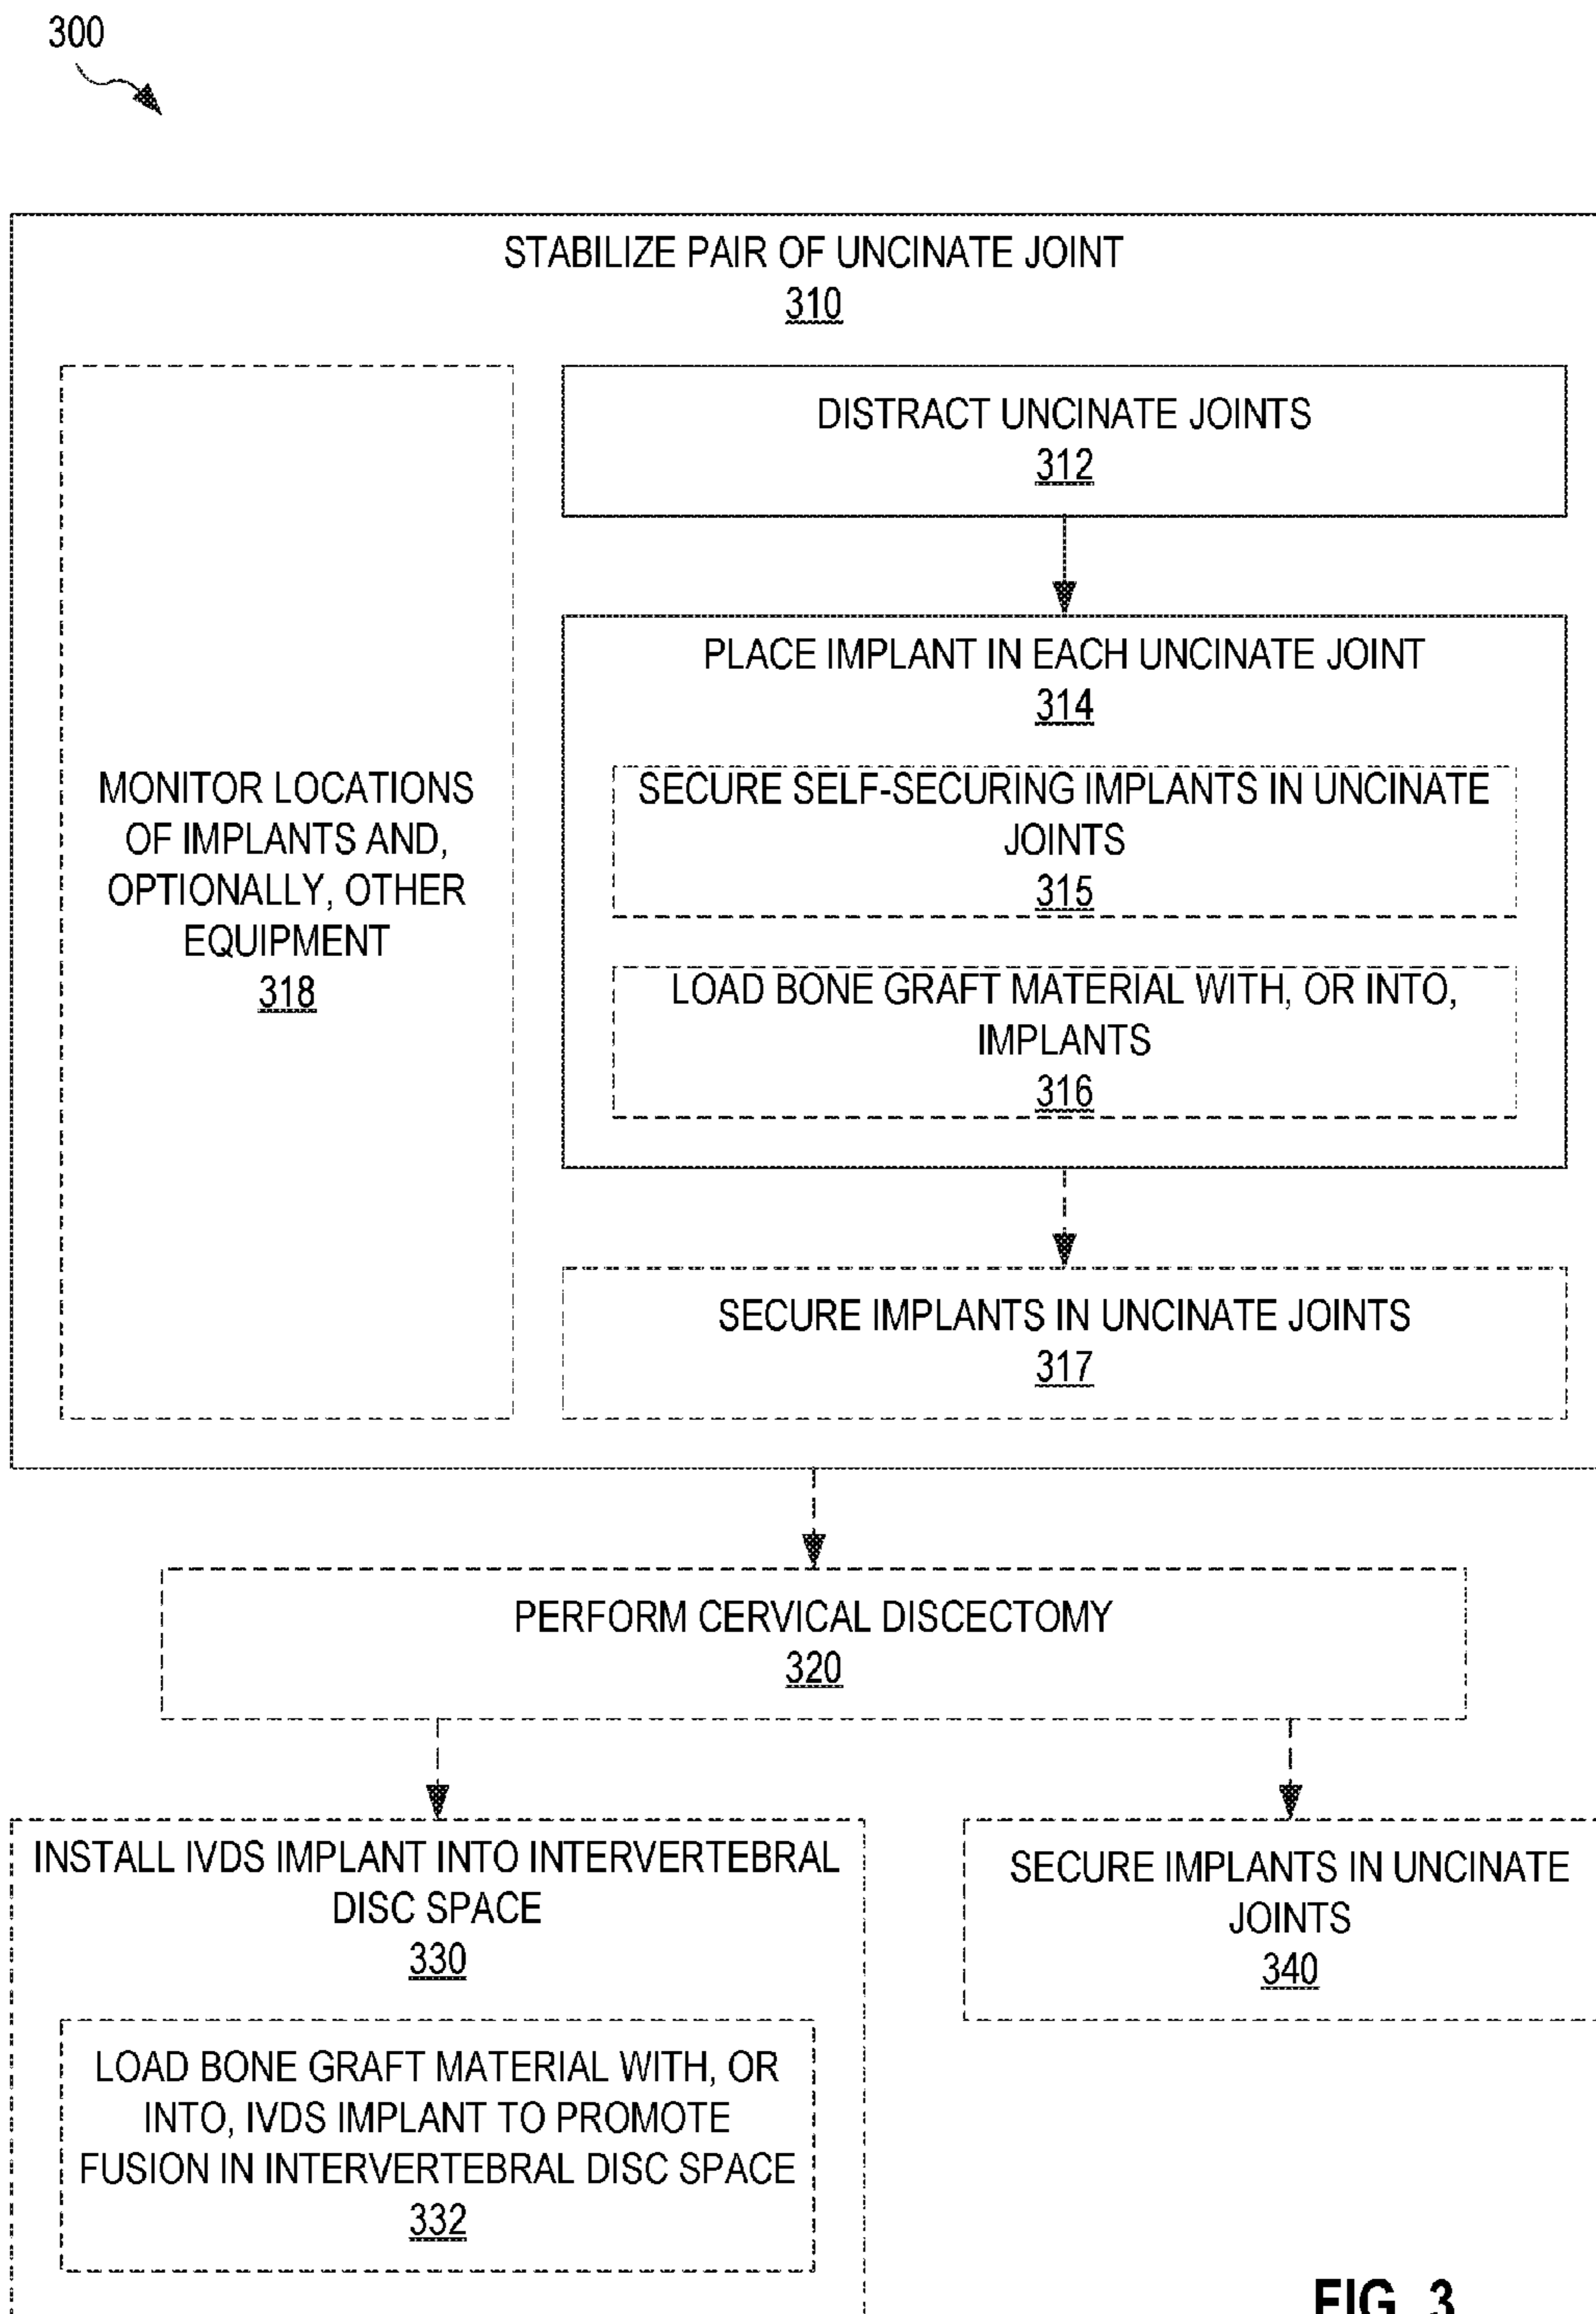 300
STABILIZE PAIR OF UNCINATE JOINT
310
DISTRACT UNCINATE JOINTS
312
PLACE IMPLANT IN EACH UNCINATE JOINT
314
SECURE SELF-SECURING IMPLANTS IN UNCINATE
JOINTS
315
LOAD BONE GRAFT MATERIAL WITH, OR INTO,
IMPLANTS
316
MONITOR LOCATIONS
OF IMPLANTS AND,
OPTIONALLY, OTHER
EQUIPMENT
318
SECURE IMPLANTS IN UNCINATE JOINTS
317
PERFORM CERVICAL DISCECTOMY
320
INSTALL IVDS IMPLANT INTO INTERVERTEBRAL
DISC SPACE
330
LOAD BONE GRAFT MATERIAL WITH, OR
INTO, IVDS IMPLANT TO PROMOTE
FUSION IN INTERVERTEBRAL DISC SPACE
332
SECURE IMPLANTS IN UNCINATE
JOINTS
340
FIG. 3